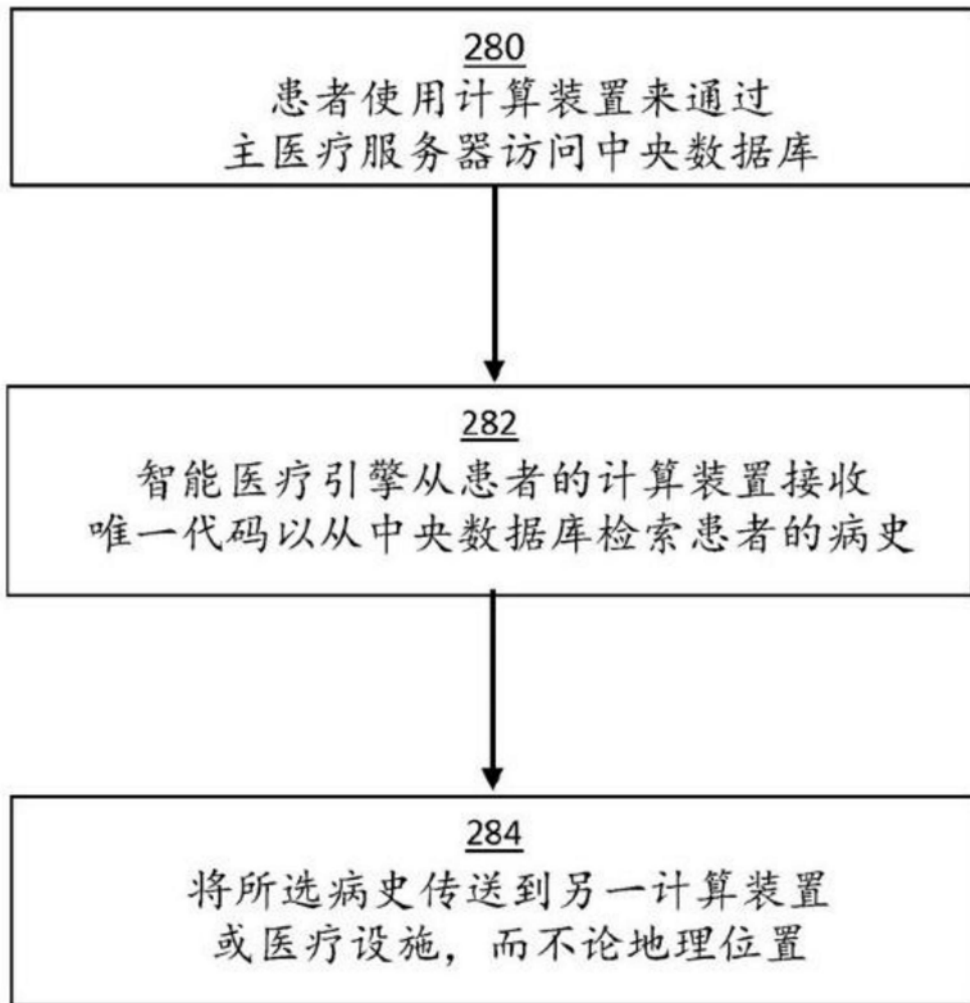 280
患者使用计算装置来通过
主医疗服务器访问中央数据库
282
智能医疗引擎从患者的计算装置接收
唯一代码以从中央数据库检索患者的病史
284
将所选病史传送到另一计算装置
或医疗设施，而不论地理位置